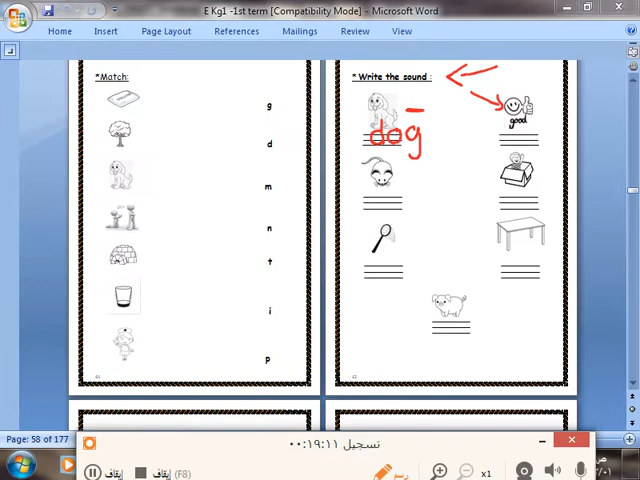 E Kg1 -1st term [Compatibility Mode] - Microsoft Word
Home Insert Page Layout References Mailings Review View
*Match:
g
d
m
n
t
i
p
* Write the sound :
good
dog
Page: 58 of 177
تسجيل ٠٠:١٩:١١
إيقاف
إيقاف (F8)
رسم
x1